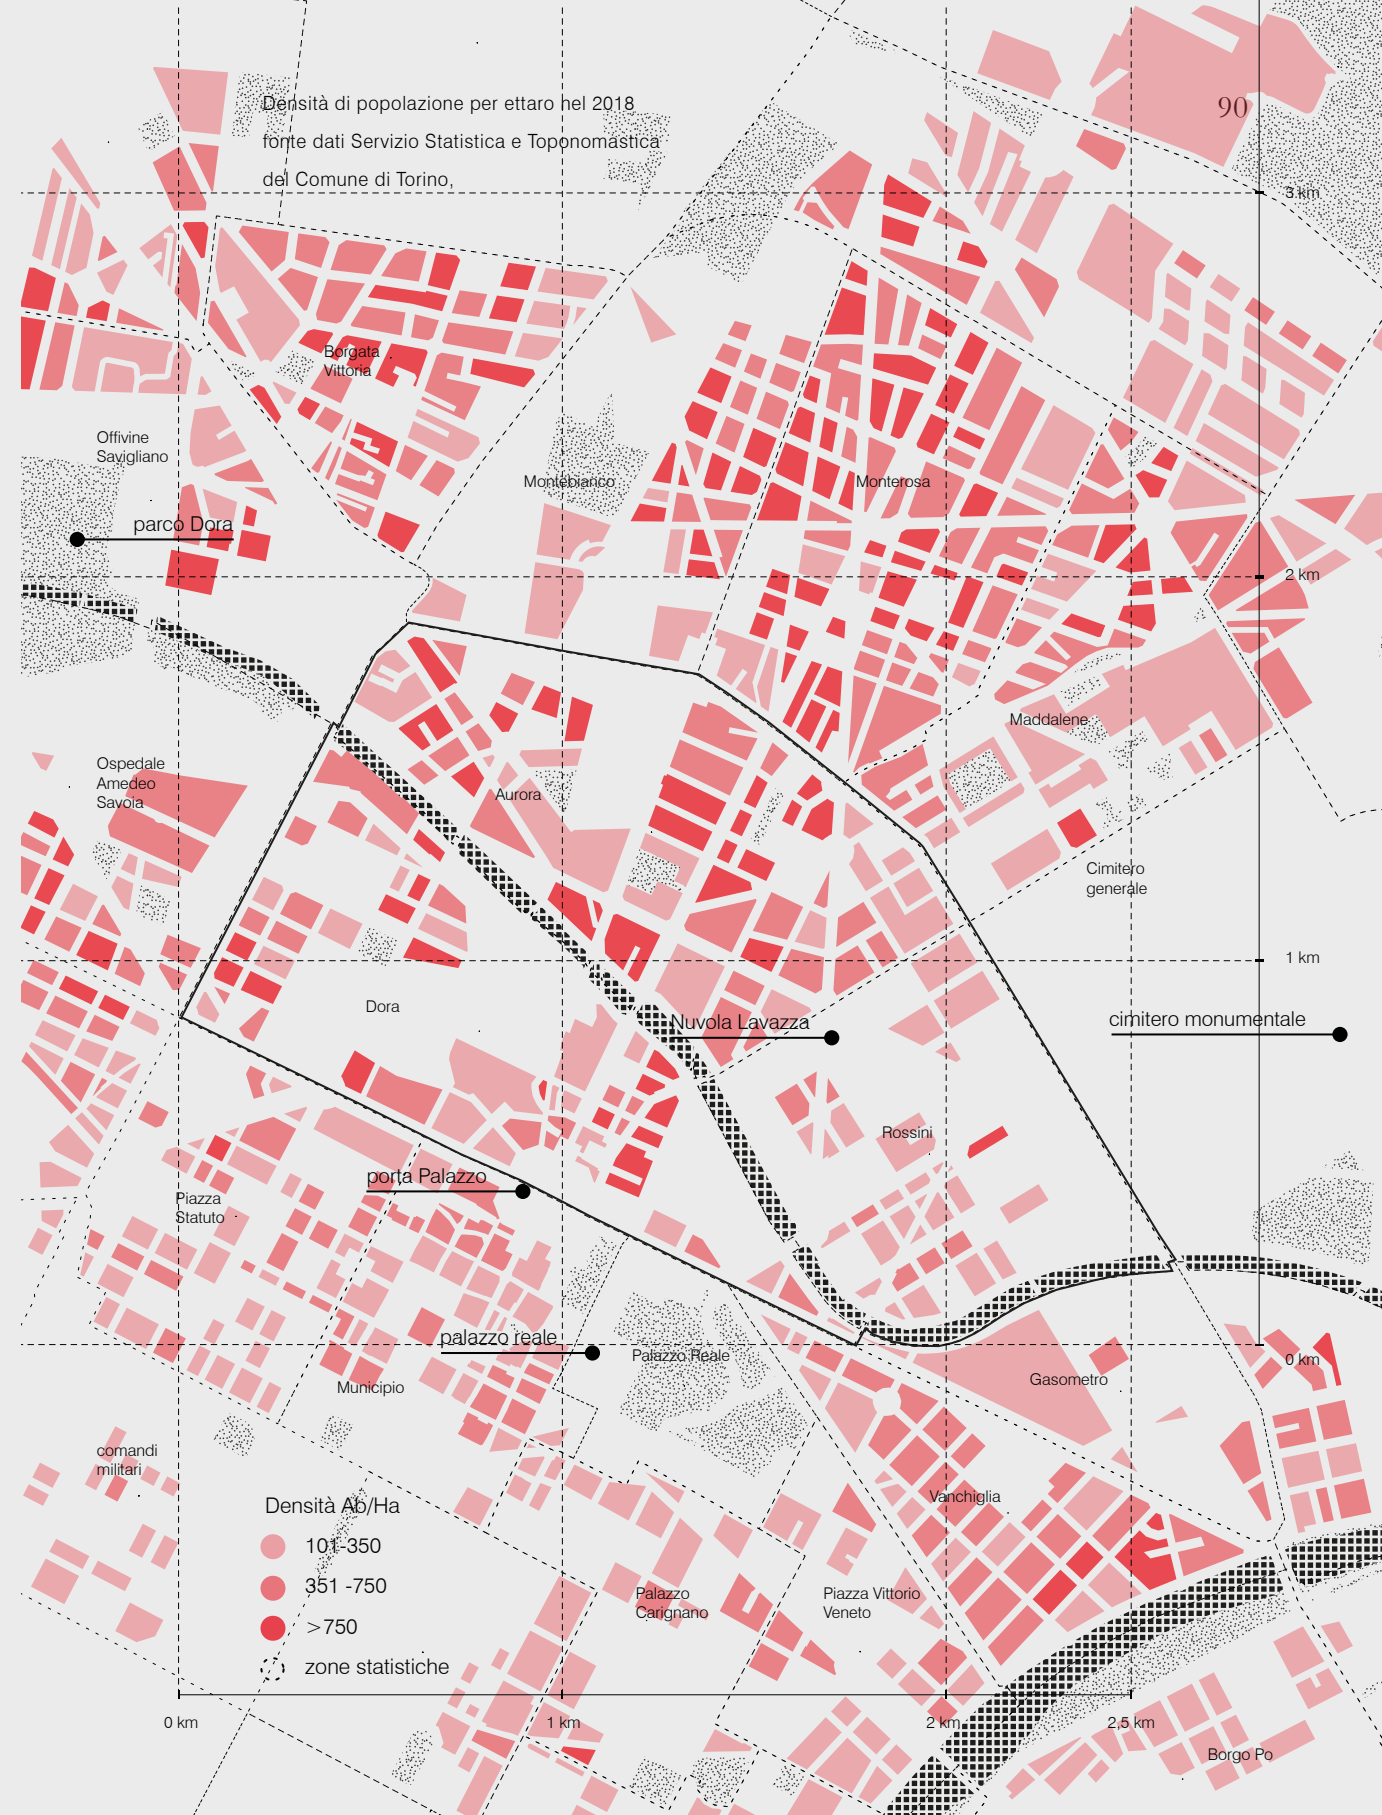 Densità di popolazione per ettaro nel 2018
fonte dati Servizio Statistica e Toponomastica
del Comune di Torino,
90
3 km
Borgata
Vittoria
Offivine
Savigliano
Montebianco
Monterosa
parco Dora
2 km
Maddalene
Ospedale
Amedeo
Savoia
Aurora
Cimitero
generale
1 km
Dora
Nuvola Lavazza
cimitero monumentale
Rossini
porta Palazzo
Piazza
Statuto
palazzo reale
Palazzo Reale
0 km
Municipio
Gasometro
comandi
militari
Vanchiglia
Densità Ab/Ha
101-350
351 -750
>750
zone statistiche
Palazzo
Carignano
Piazza Vittorio
Veneto
0 km
1 km
2 km
2,5 km
Borgo Po